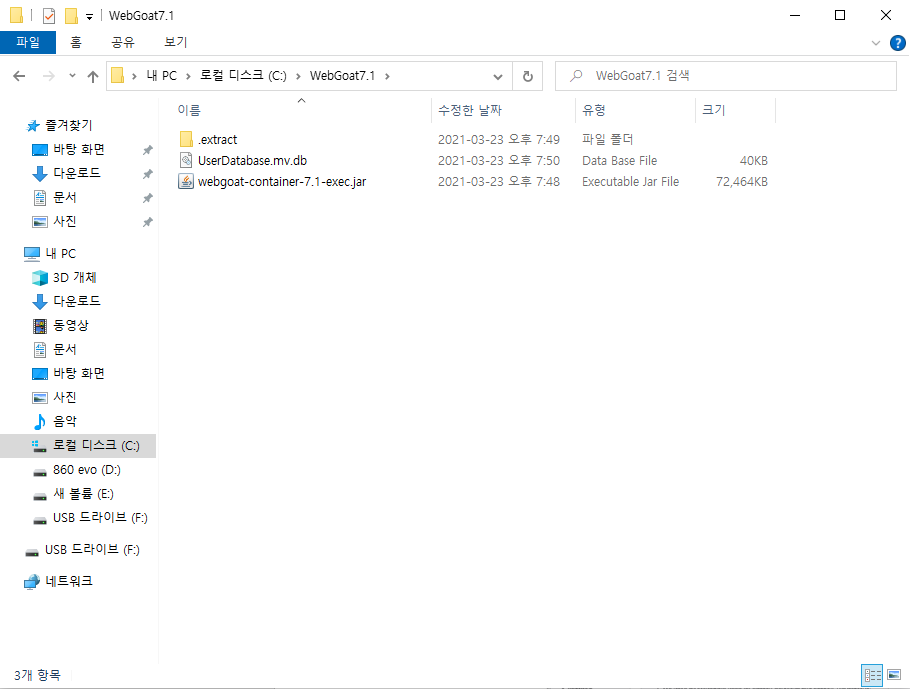 WebGoat7.1
파일 홈 공유 보기
내 PC > 로컬 디스크 (C:) > WebGoat7.1 >
WebGoat7.1 검색
이름 수정한 날짜 유형 크기
.extract 2021-03-23 오후 7:49 파일 폴더
UserDatabase.mv.db 2021-03-23 오후 7:50 Data Base File 40KB
webgoat-container-7.1-exec.jar 2021-03-23 오후 7:48 Executable Jar File 72,464KB
즐겨찾기
바탕 화면
다운로드
문서
사진
내 PC
3D 개체
다운로드
동영상
문서
바탕 화면
사진
음악
로컬 디스크 (C:)
860 evo (D:)
새 볼륨 (E:)
USB 드라이브 (F:)
USB 드라이브 (F:)
네트워크
3개 항목